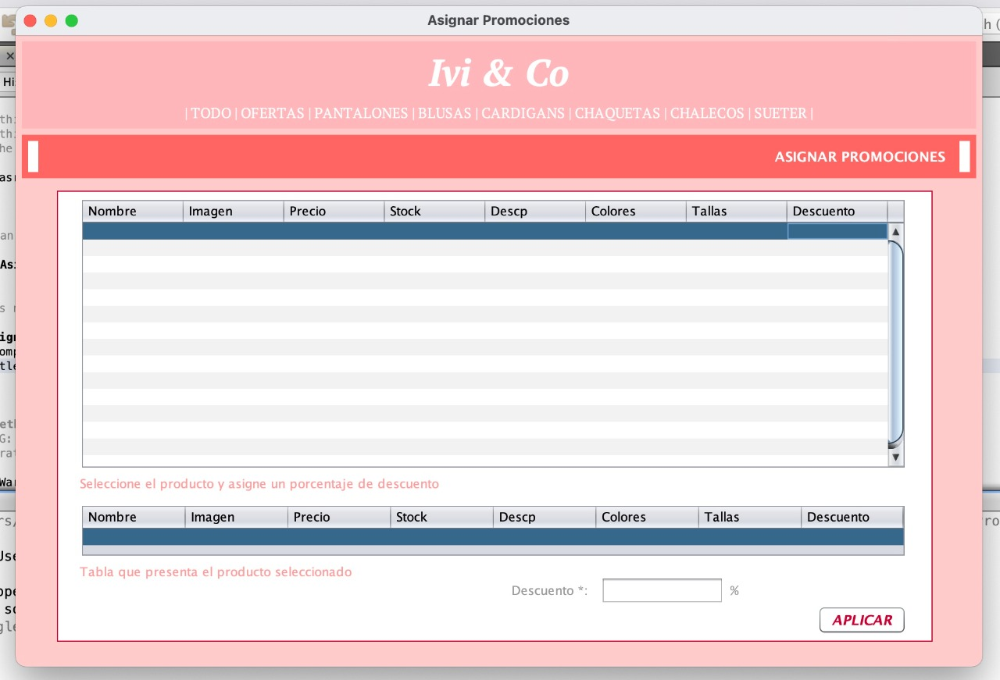 Asignar Promociones
Ivi & Co
| TODO | OFERTAS | PANTALONES | BLUSAS | CARDIGANS | CHAQUETAS | CHALECOS | SUETER |
ASIGNAR PROMOCIONES
Nombre Imagen Precio Stock Descp Colores Tallas Descuento
Seleccione el producto y asigne un porcentaje de descuento
Nombre Imagen Precio Stock Descp Colores Tallas Descuento
Tabla que presenta el producto seleccionado
Descuento *: %
APLICAR